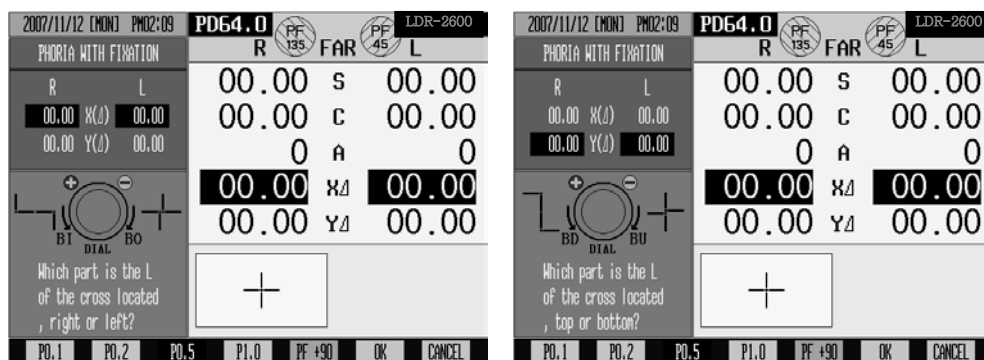 2007/11/12 [MON] PM02:09 PD64.0 PF 135 PF 45 LDR-2600
R FAR L
PHORIA WITH FIXATION
R L
00.00 X(Δ) 00.00
00.00 Y(Δ) 00.00
00.00 S 00.00
00.00 C 00.00
0 A 0
00.00 XΔ 00.00
00.00 YΔ 00.00
BI DIAL BO
Which part is the L
of the cross located
, right or left?
P0.1 P0.2 P0.5 P1.0 PF +90 OK CANCEL
2007/11/12 [MON] PM02:09 PD64.0 PF 135 PF 45 LDR-2600
R FAR L
PHORIA WITH FIXATION
R L
00.00 X(Δ) 00.00
00.00 Y(Δ) 00.00
00.00 S 00.00
00.00 C 00.00
0 A 0
00.00 XΔ 00.00
00.00 YΔ 00.00
BD DIAL BU
Which part is the L
of the cross located
, top or bottom?
P0.1 P0.2 P0.5 P1.0 PF +90 OK CANCEL